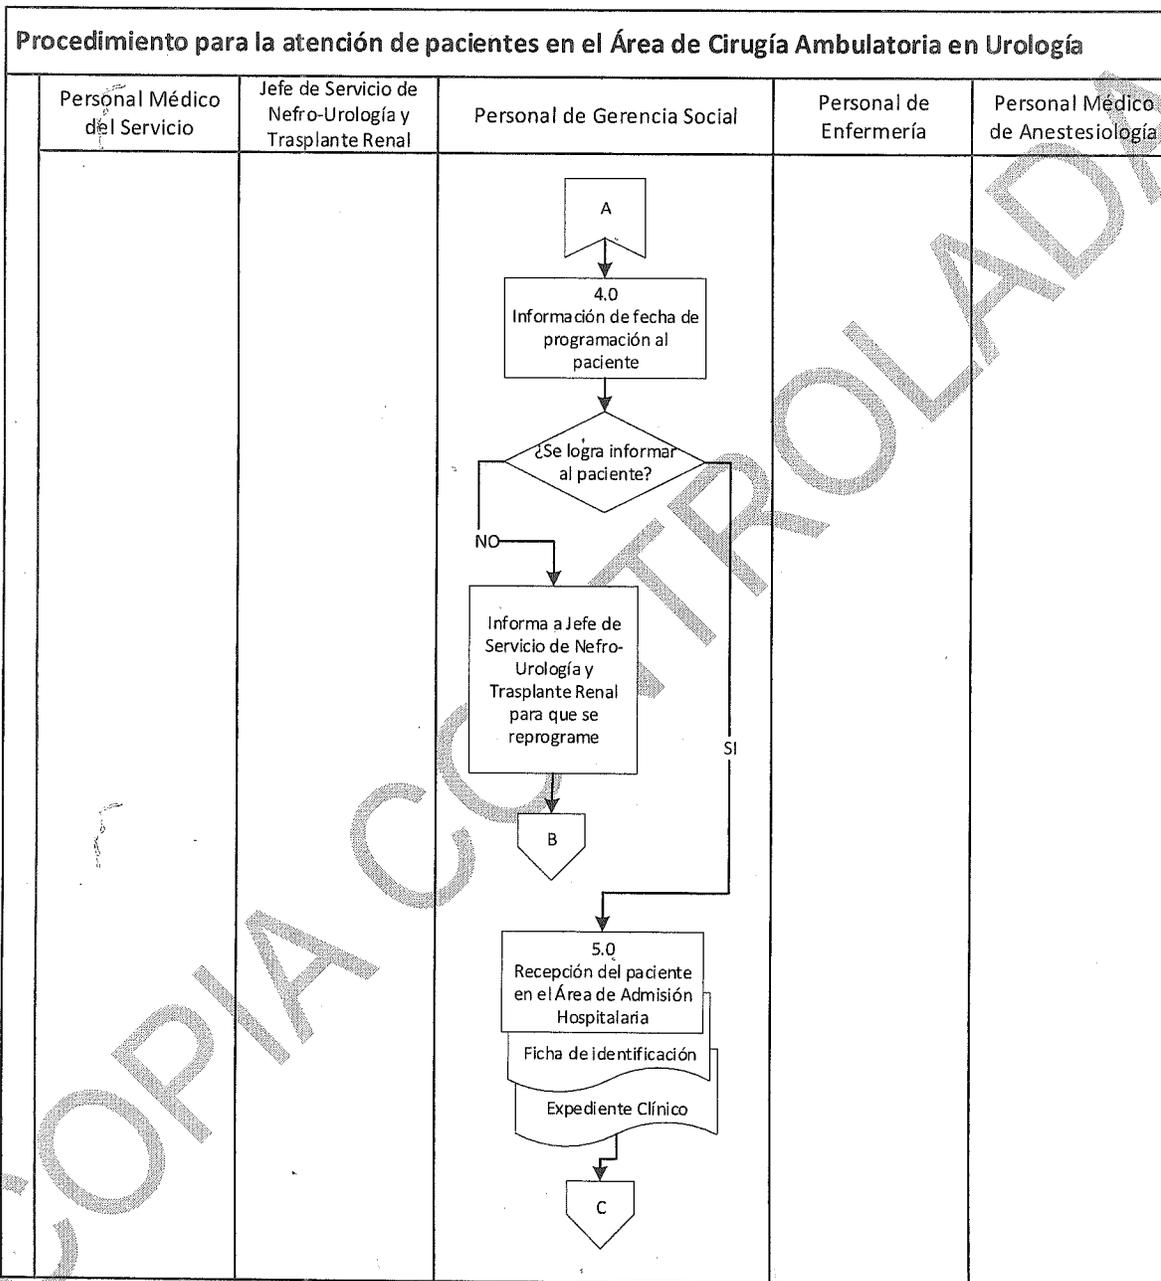 Procedimiento para la atención de pacientes en el Área de Cirugía Ambulatoria en Urología
Personal Médico
del Servicio
Jefe de Servicio de
Nefro-Urología y
Trasplante Renal
Personal de Gerencia Social
Personal de
Enfermería
Personal Médico
de Anestesiología
A
4.0
Información de fecha de
programación al
paciente
¿Se logra informar
al paciente?
NO
Informa a Jefe de
Servicio de Nefro-
Urología y
Trasplante Renal
para que se
reprograme
SI
B
5.0
Recepción del paciente
en el Área de Admisión
Hospitalaria
Ficha de identificación
Expediente Clínico
C
COPIA CONTROLADA